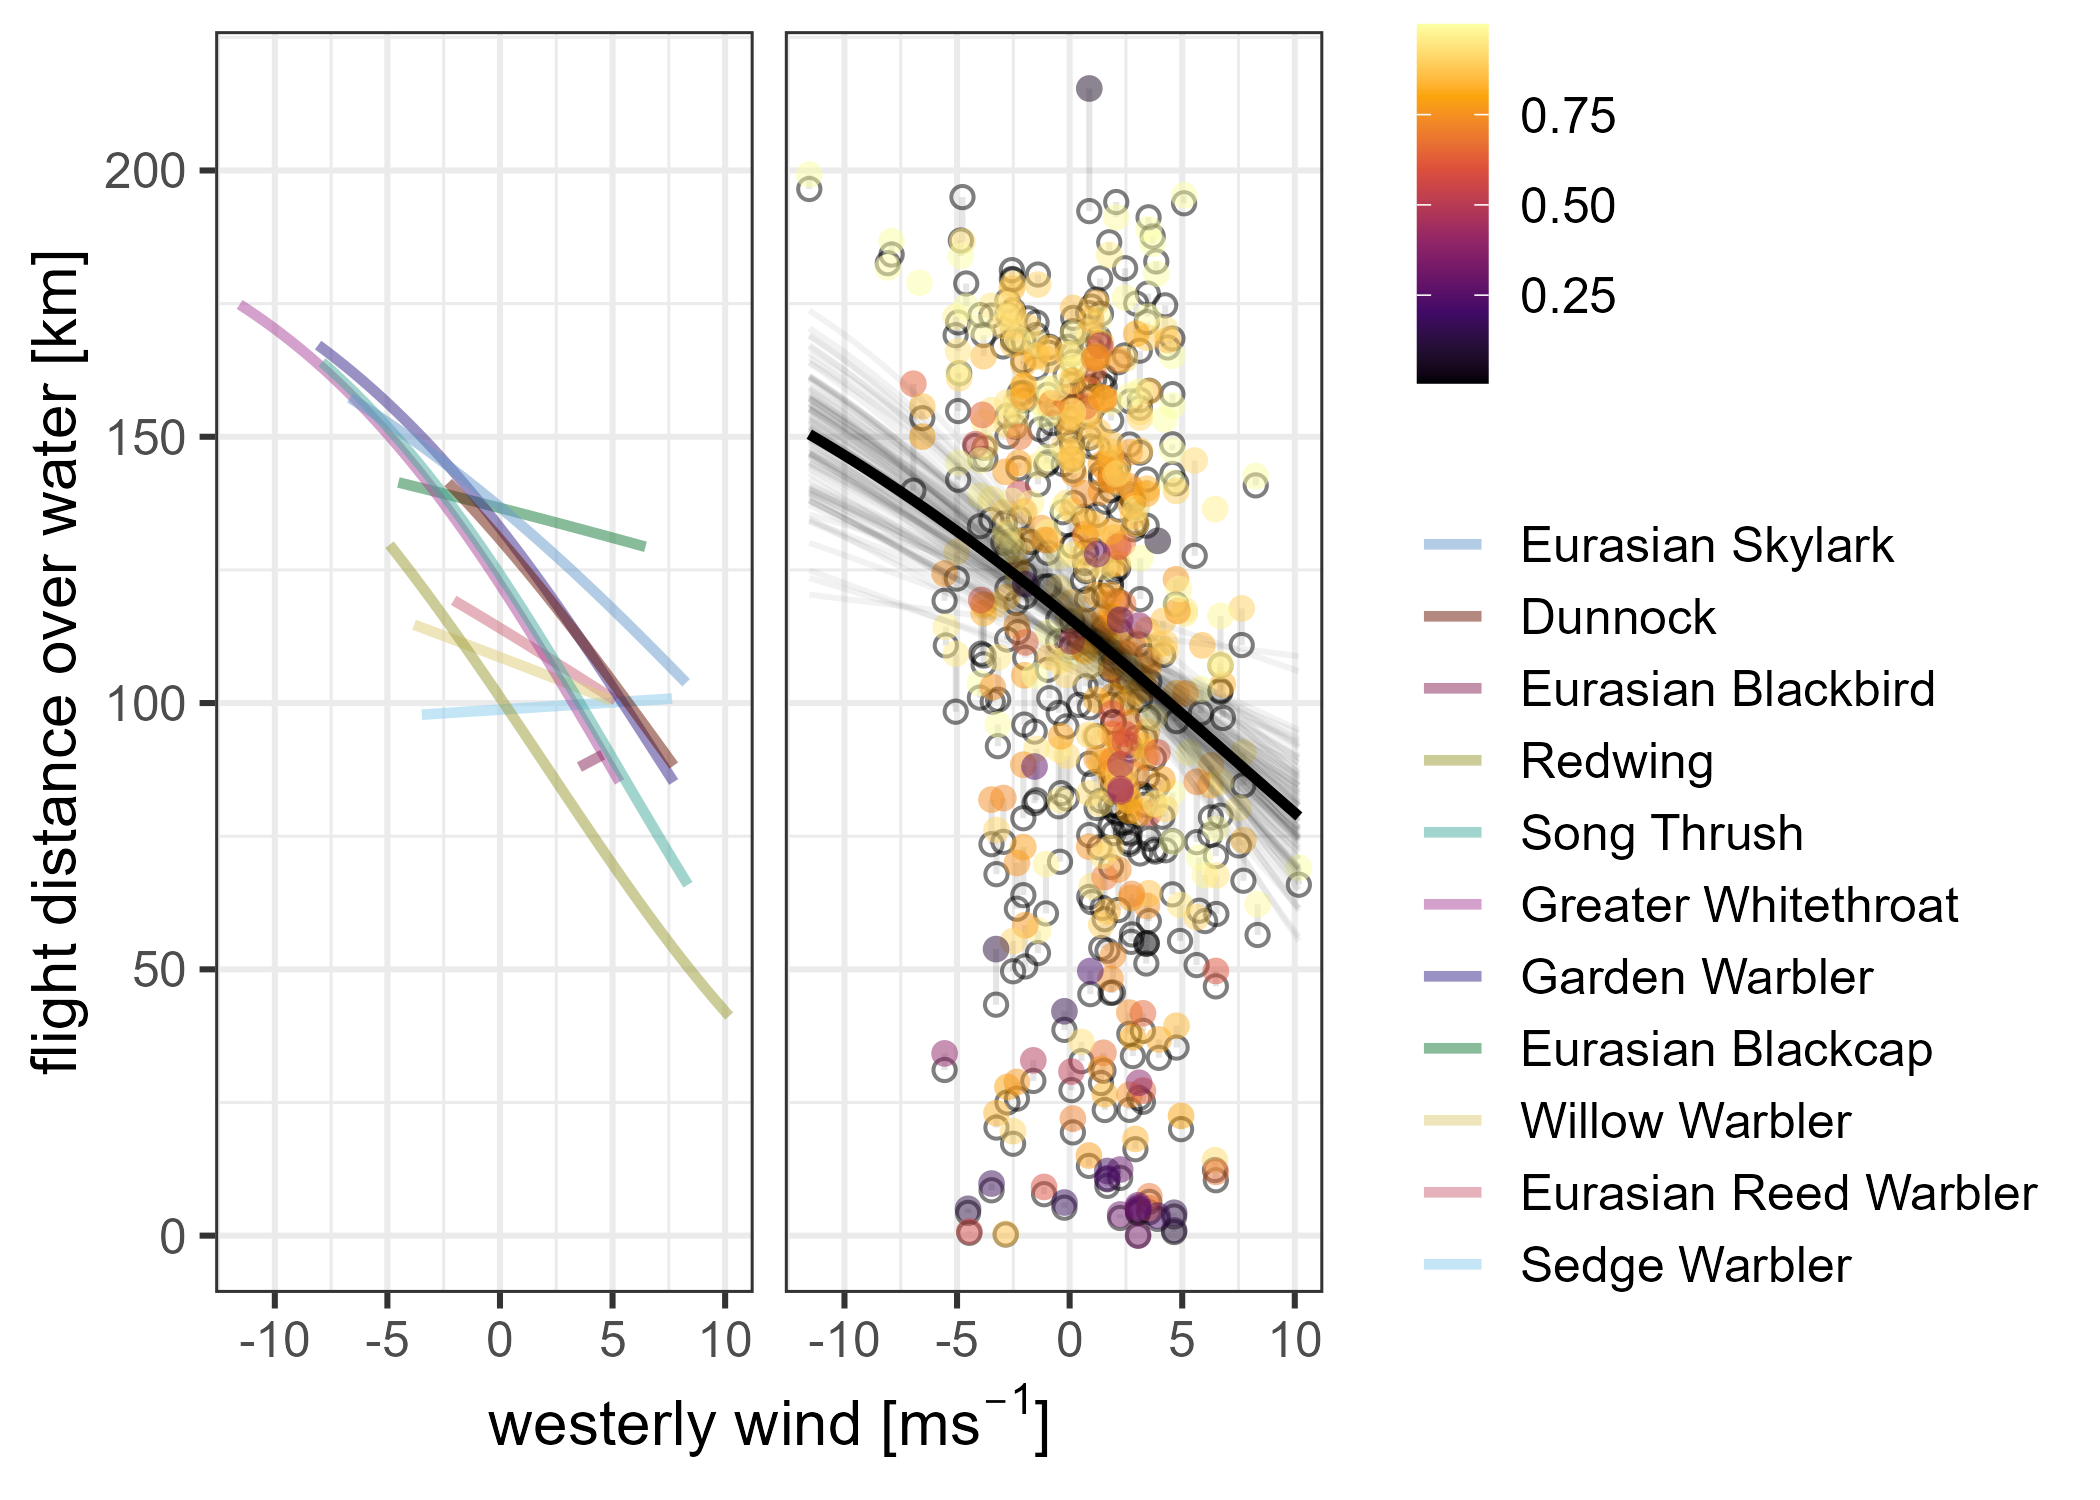 flight distance over water [km]
200
150
100
50
0
-10 -5 0 5 10
-10 -5 0 5 10
westerly wind [ms⁻¹]
0.75
0.50
0.25
Eurasian Skylark
Dunnock
Eurasian Blackbird
Redwing
Song Thrush
Greater Whitethroat
Garden Warbler
Eurasian Blackcap
Willow Warbler
Eurasian Reed Warbler
Sedge Warbler